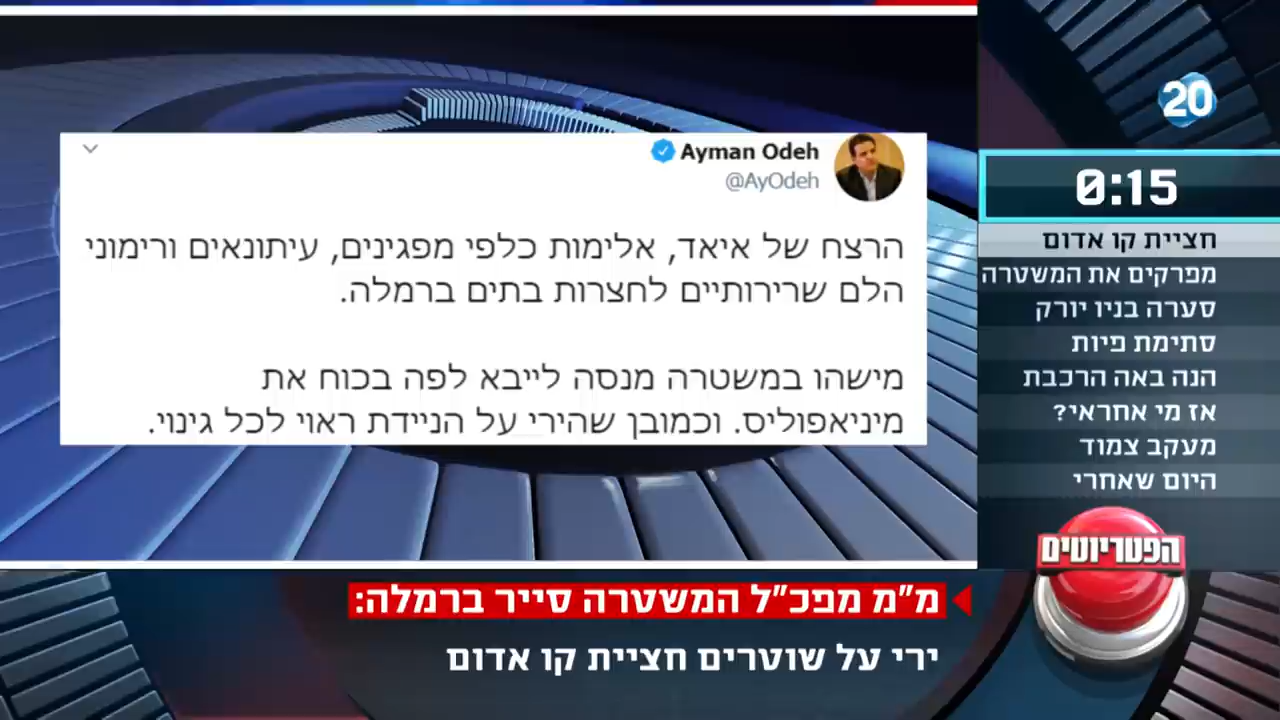 Ayman Odeh
@AyOdeh
הרצח של איאד, אלימות כלפי מפגינים, עיתונאים ורימוני
הלם שרירותיים לחצרות בתים ברמלה.
מישהו במשטרה מנסה לייבא לפה בכוח את
מיניאפוליס. וכמובן שהירי על הניידת ראוי לכל גינוי.
20
0:15
חציית קו אדום
מפרקים את המשטרה
סערה בניו יורק
סתימת פיות
הנה באה הרכבת
אז מי אחראי?
מעקב צמוד
היום שאחרי
הפטריוטים
מ"מ מפכ"ל המשטרה סייר ברמלה:
ירי על שוטרים חציית קו אדום